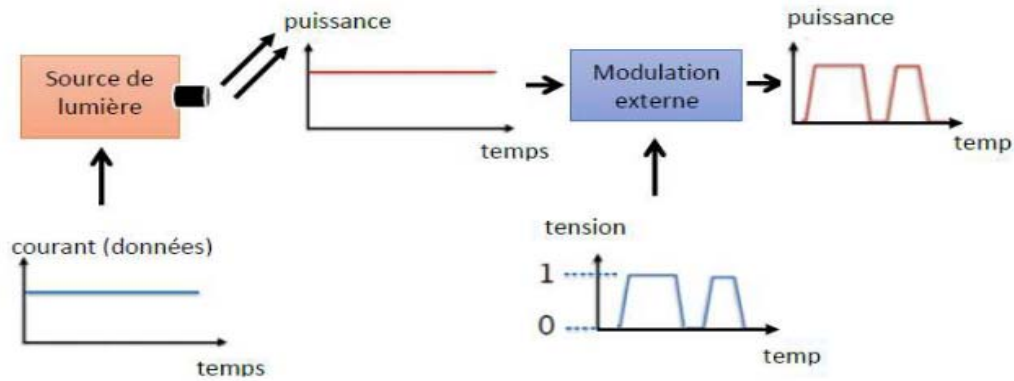 puissance
puissance
Source de
lumière
Modulation
externe
temps
temp
courant (données)
tension
1
0
temps
temp